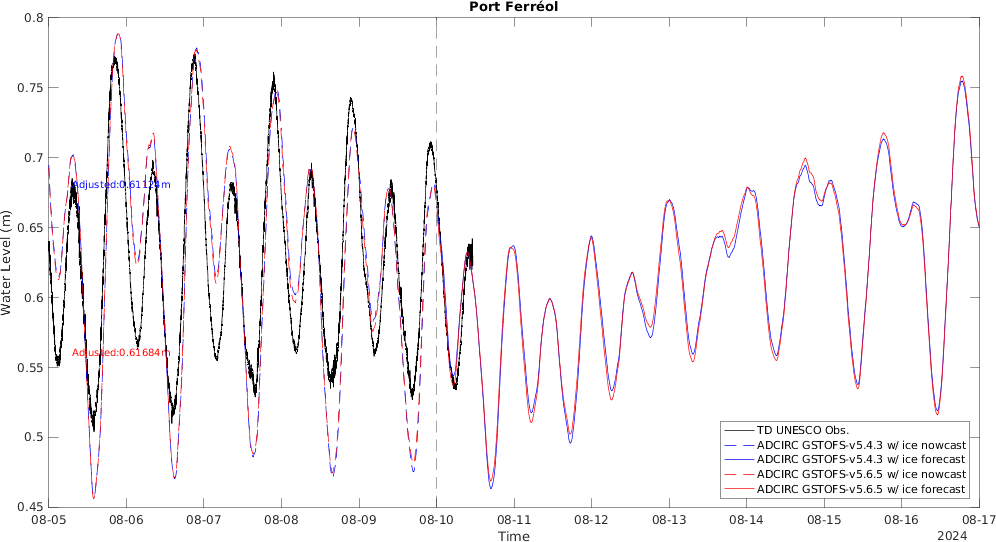 Port Ferréol
0.8
0.75
0.7
0.65
0.6
0.55
0.5
0.45
Water Level (m)
Adjusted:0.61124m
Adjusted:0.61684m
TD UNESCO Obs.
ADCIRC GSTOFS-v5.4.3 w/ ice nowcast
ADCIRC GSTOFS-v5.4.3 w/ ice forecast
ADCIRC GSTOFS-v5.6.5 w/ ice nowcast
ADCIRC GSTOFS-v5.6.5 w/ ice forecast
08-05 08-06 08-07 08-08 08-09 08-10 08-11 08-12 08-13 08-14 08-15 08-16 08-17
Time
2024